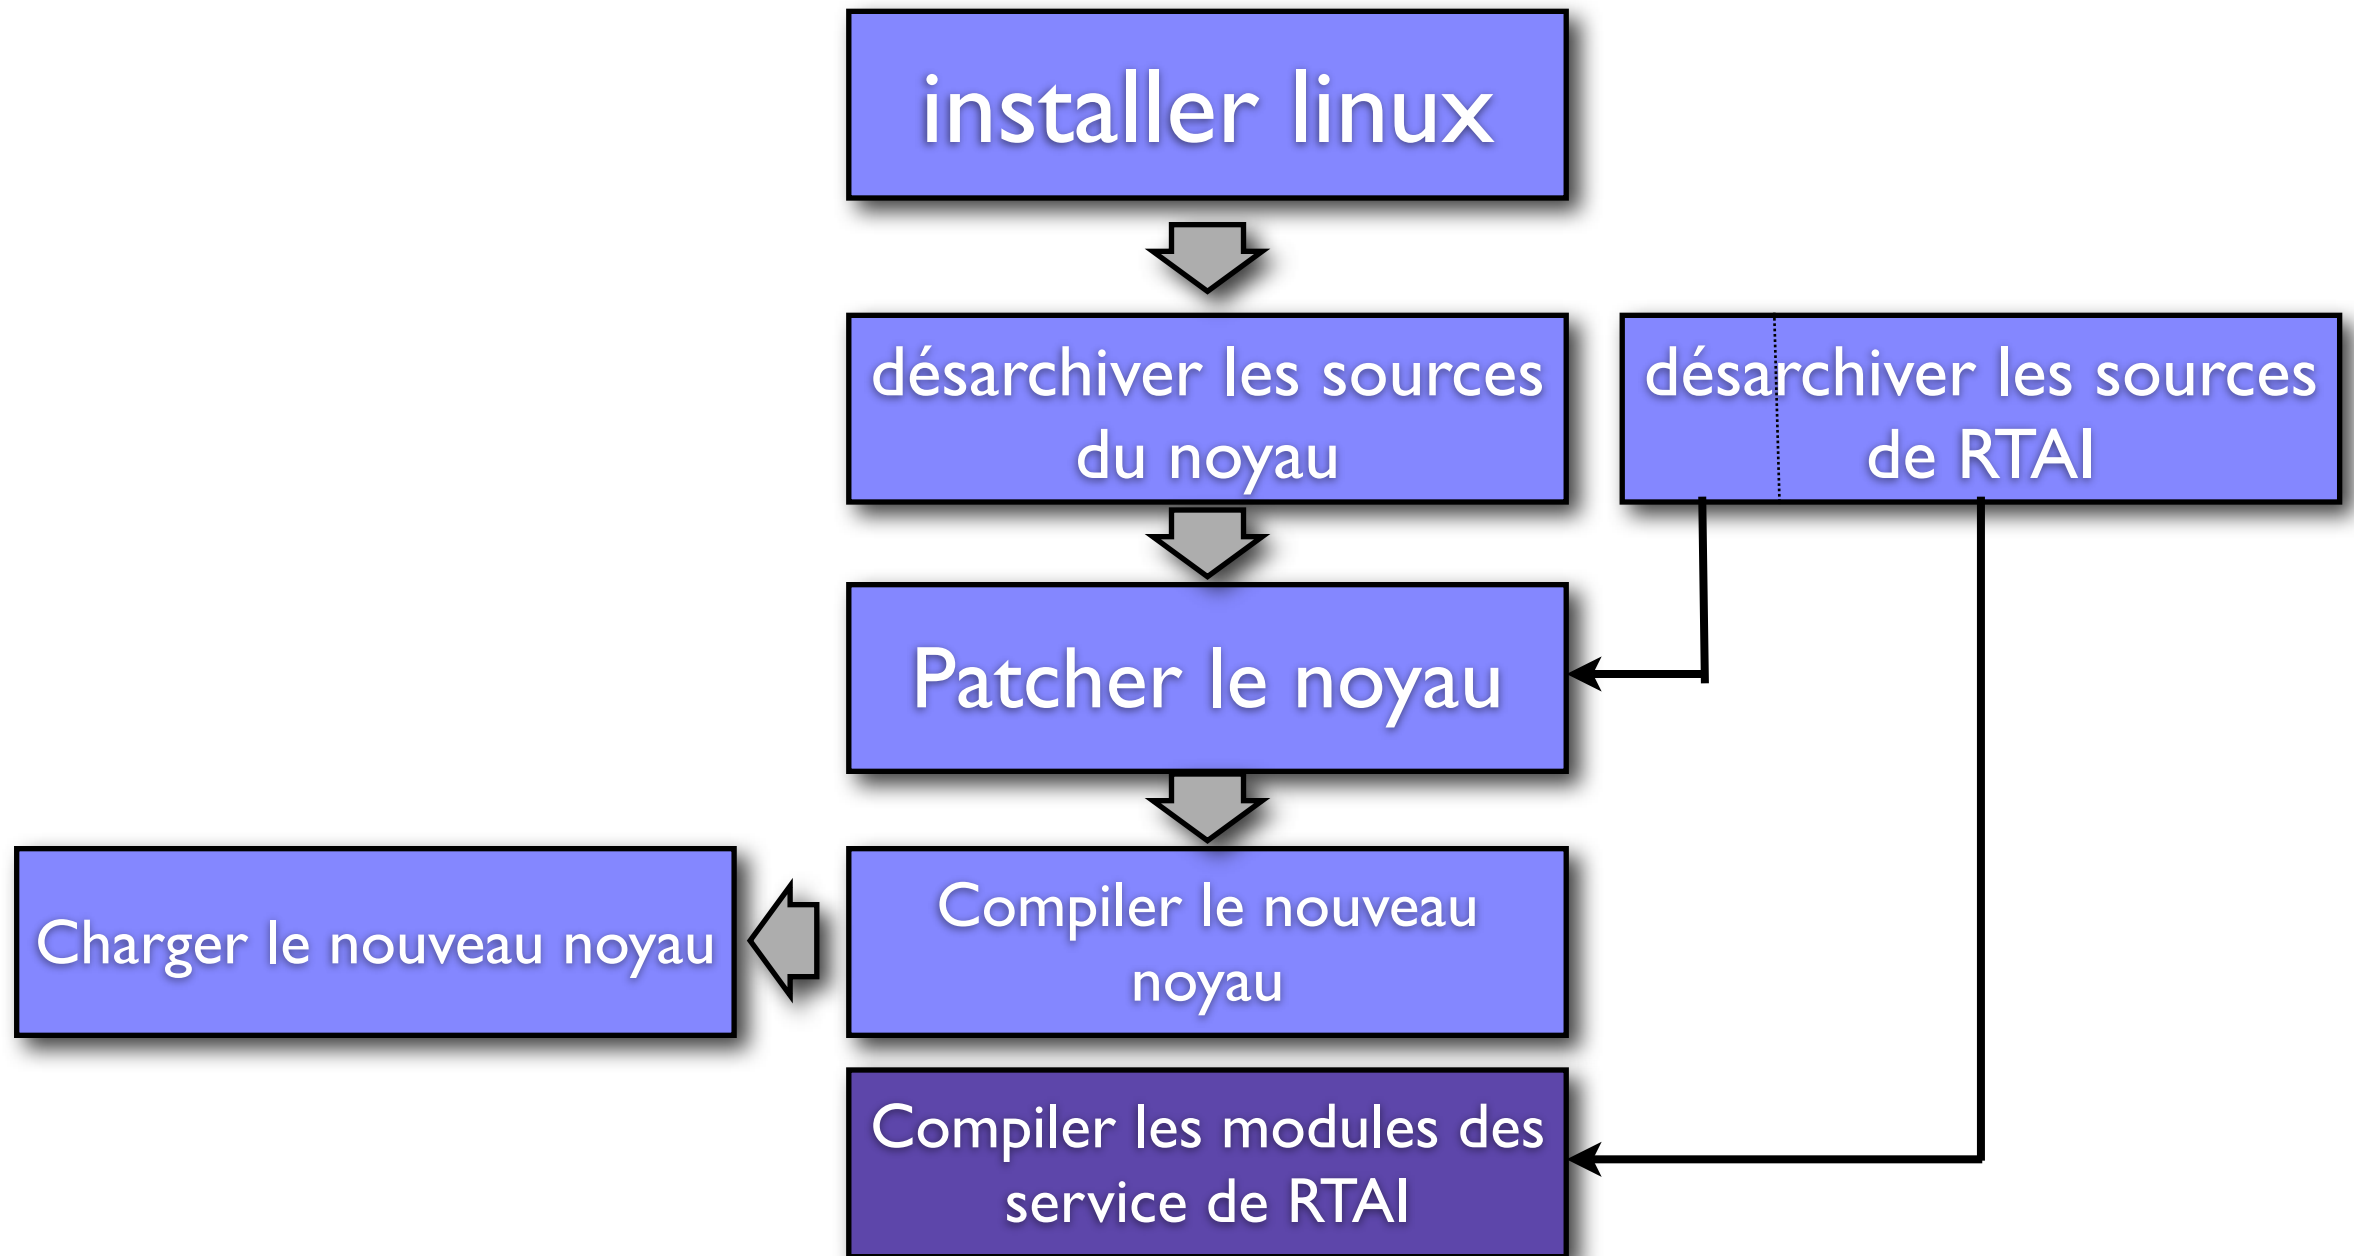 installer linux
désarchiver les sources
du noyau
désarchiver les sources
de RTAI
Patcher le noyau
Charger le nouveau noyau
Compiler le nouveau
noyau
Compiler les modules des
service de RTAI